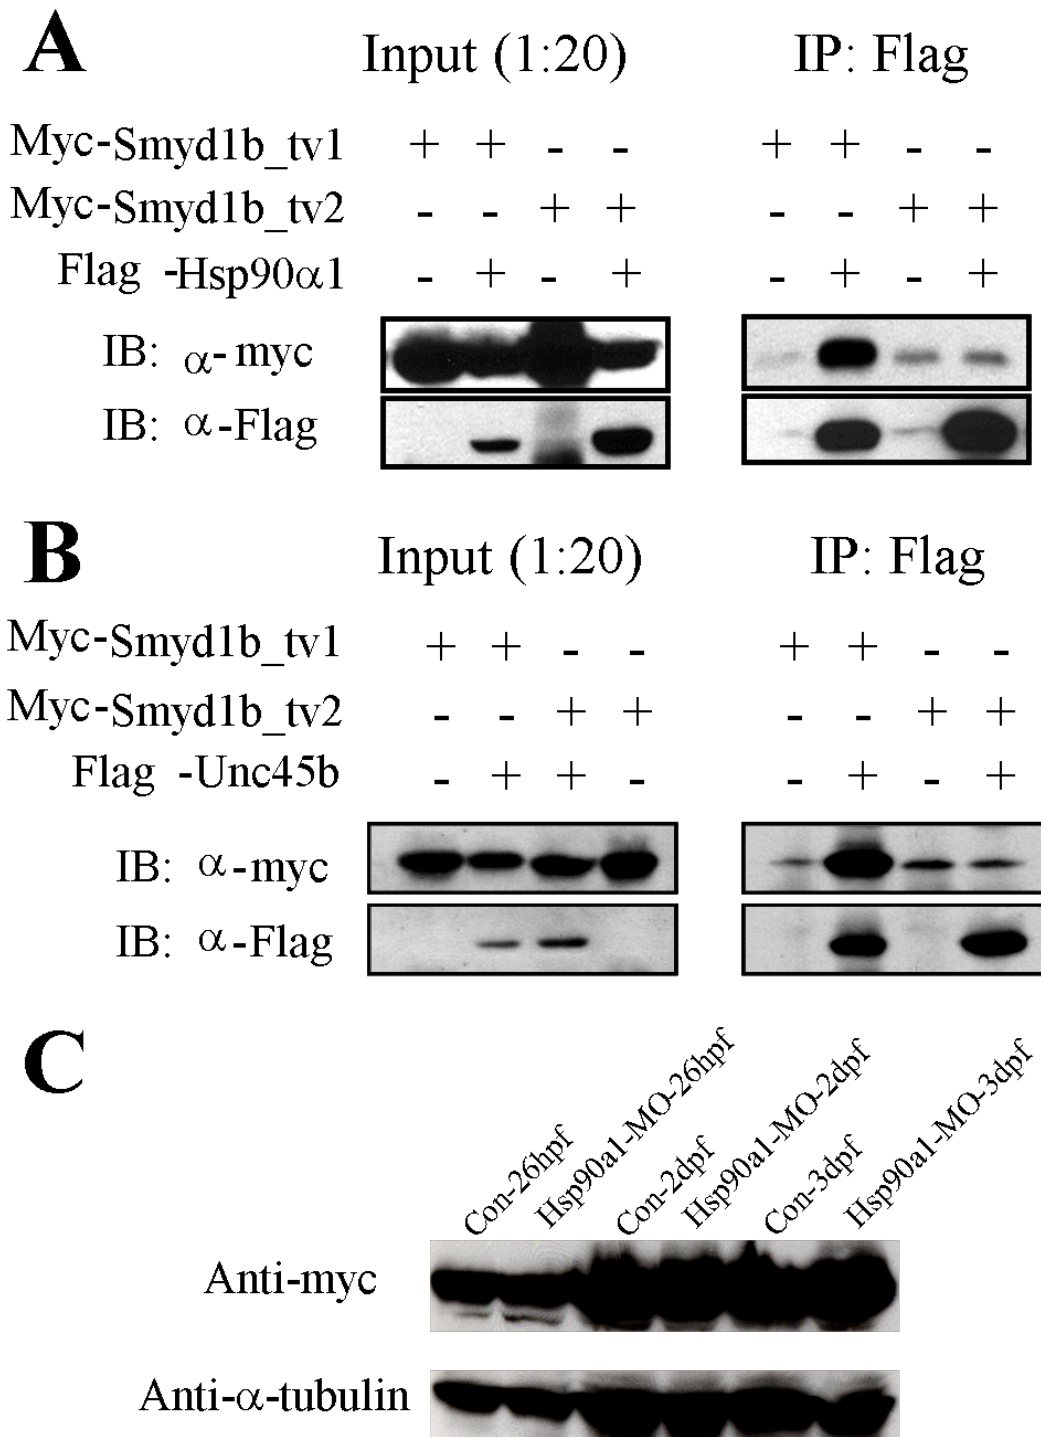 A
Input (1:20) IP: Flag
Myc-Smyd1b_tv1 + + - - + + - -
Myc-Smyd1b_tv2 - - + + - - + +
Flag -Hsp90α1 - + - + - + - +
IB: α- myc
IB: α-Flag
B
Input (1:20) IP: Flag
Myc-Smyd1b_tv1 + + - - + + - -
Myc-Smyd1b_tv2 - - + + - - + +
Flag -Unc45b - + + - - + - +
IB: α-myc
IB: α-Flag
C
Con-26hpf
Hsp90a1-MO-26hpf
Con-2dpf
Hsp90a1-MO-2dpf
Con-3dpf
Hsp90a1-MO-3dpf
Anti-myc
Anti-α-tubulin